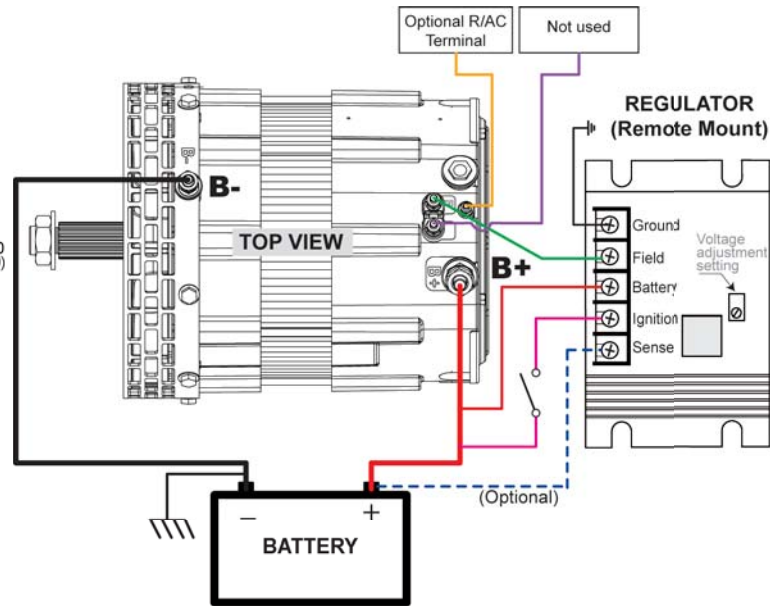 Optional R/AC
Terminal
Not used
REGULATOR
(Remote Mount)
B-
B-
TOP VIEW
B+
B+
Ground
Field
Battery
Ignition
Sense
Voltage
adjustment
setting
(Optional)
– +
BATTERY